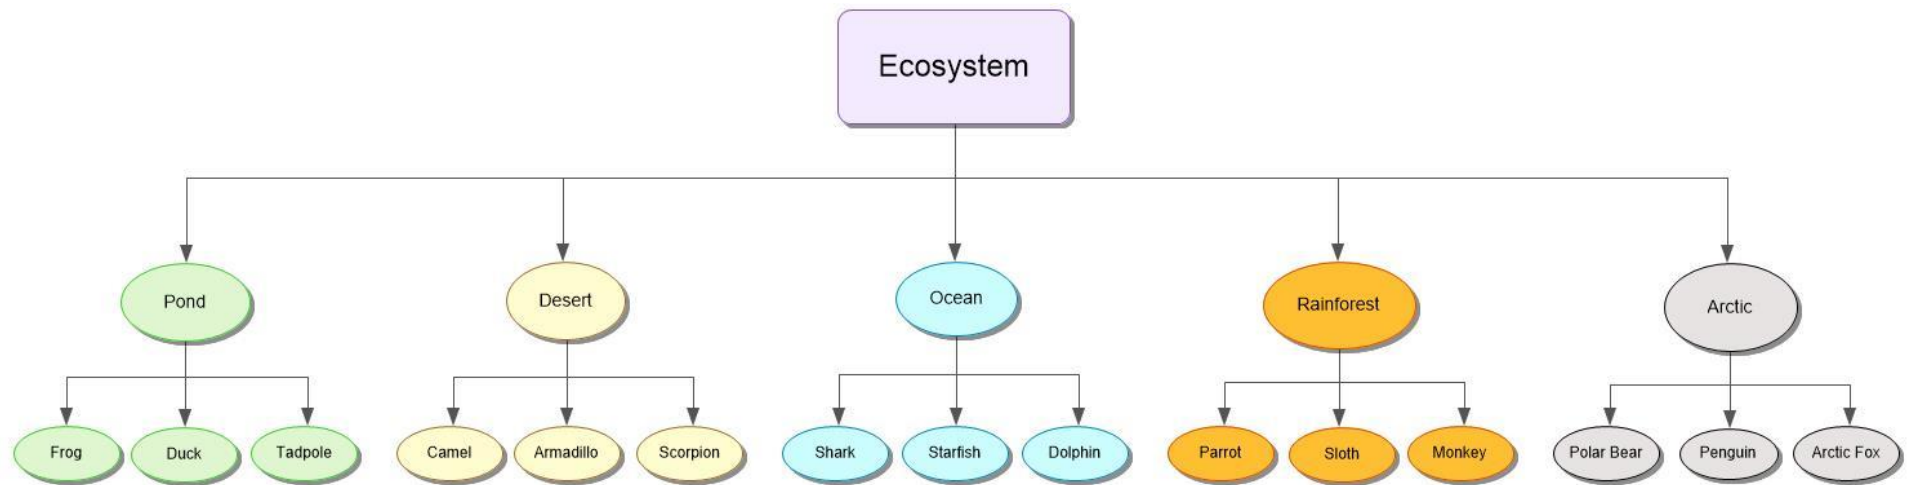 Ecosystem
Pond
Desert
Ocean
Rainforest
Arctic
Frog
Duck
Tadpole
Camel
Armadillo
Scorpion
Shark
Starfish
Dolphin
Parrot
Sloth
Monkey
Polar Bear
Penguin
Arctic Fox